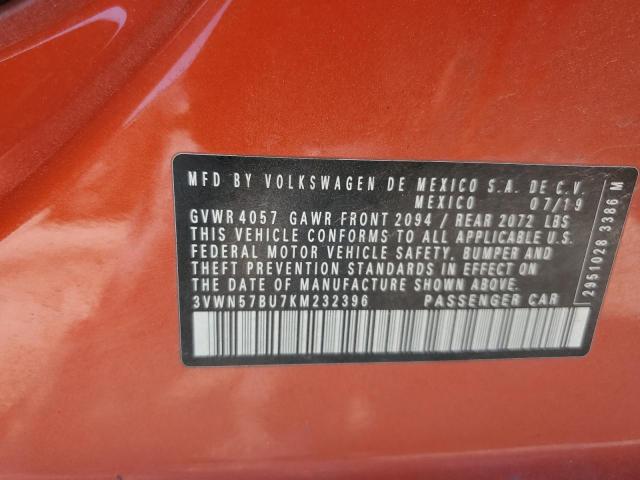 MFD BY VOLKSWAGEN DE MEXICO S.A. DE C.V.
MEXICO 07/19
GVWR 4057 GAWR FRONT 2094 / REAR 2072 LBS
THIS VEHICLE CONFORMS TO ALL APPLICABLE U.S.
FEDERAL MOTOR VEHICLE SAFETY, BUMPER AND
THEFT PREVENTION STANDARDS IN EFFECT ON
THE DATE OF MANUFACTURE SHOWN ABOVE.
3VWN57BU7KM232396 PASSENGER CAR
2951028 3386 M